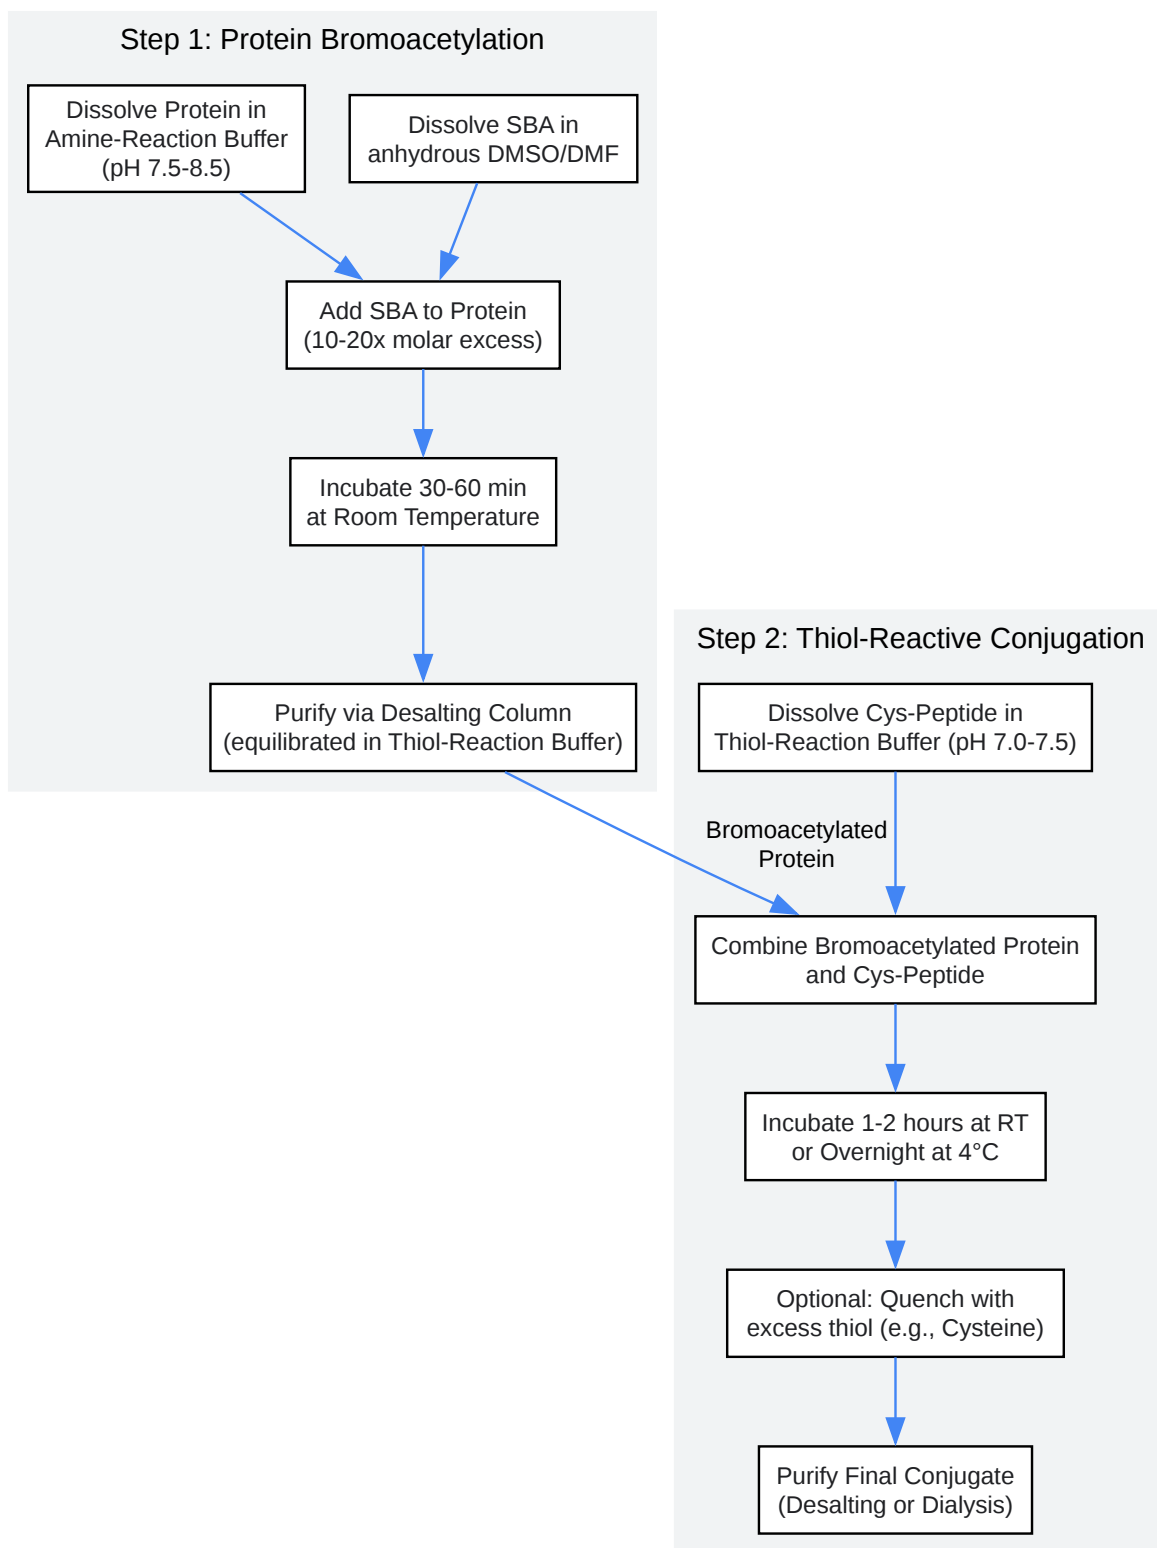 Step 1: Protein Bromoacetylation
Dissolve Protein in
Amine-Reaction Buffer
(pH 7.5-8.5)
Dissolve SBA in
anhydrous DMSO/DMF
Add SBA to Protein
(10-20x molar excess)
Incubate 30-60 min
at Room Temperature
Purify via Desalting Column
(equilibrated in Thiol-Reaction Buffer)
Step 2: Thiol-Reactive Conjugation
Dissolve Cys-Peptide in
Thiol-Reaction Buffer (pH 7.0-7.5)
Bromoacetylated
Protein
Combine Bromoacetylated Protein
and Cys-Peptide
Incubate 1-2 hours at RT
or Overnight at 4°C
Optional: Quench with
excess thiol (e.g., Cysteine)
Purify Final Conjugate
(Desalting or Dialysis)